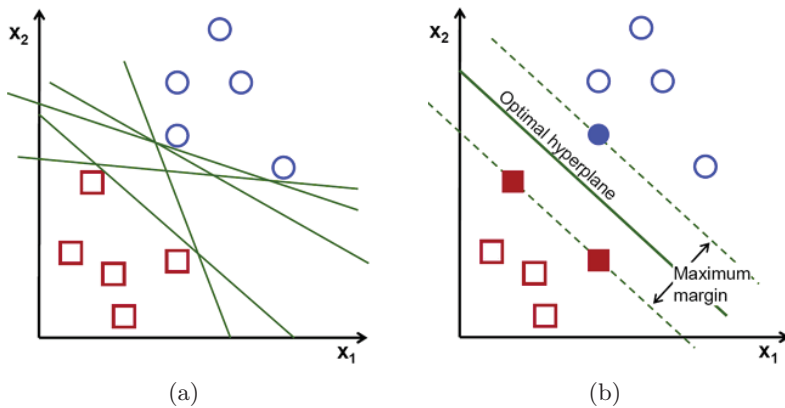 x2
x1
(a)
x2
Optimal hyperplane
Maximum
margin
x1
(b)